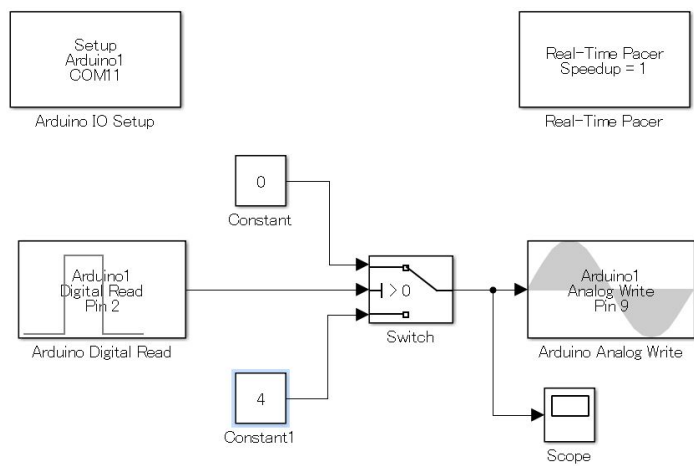 Setup
Arduino1
COM11
Arduino IO Setup
Real-Time Pacer
Speedup = 1
Real-Time Pacer
0
Constant
Arduino1
Digital Read
Pin 2
Arduino Digital Read
> 0
Switch
Arduino1
Analog Write
Pin 9
Arduino Analog Write
4
Constant1
Scope